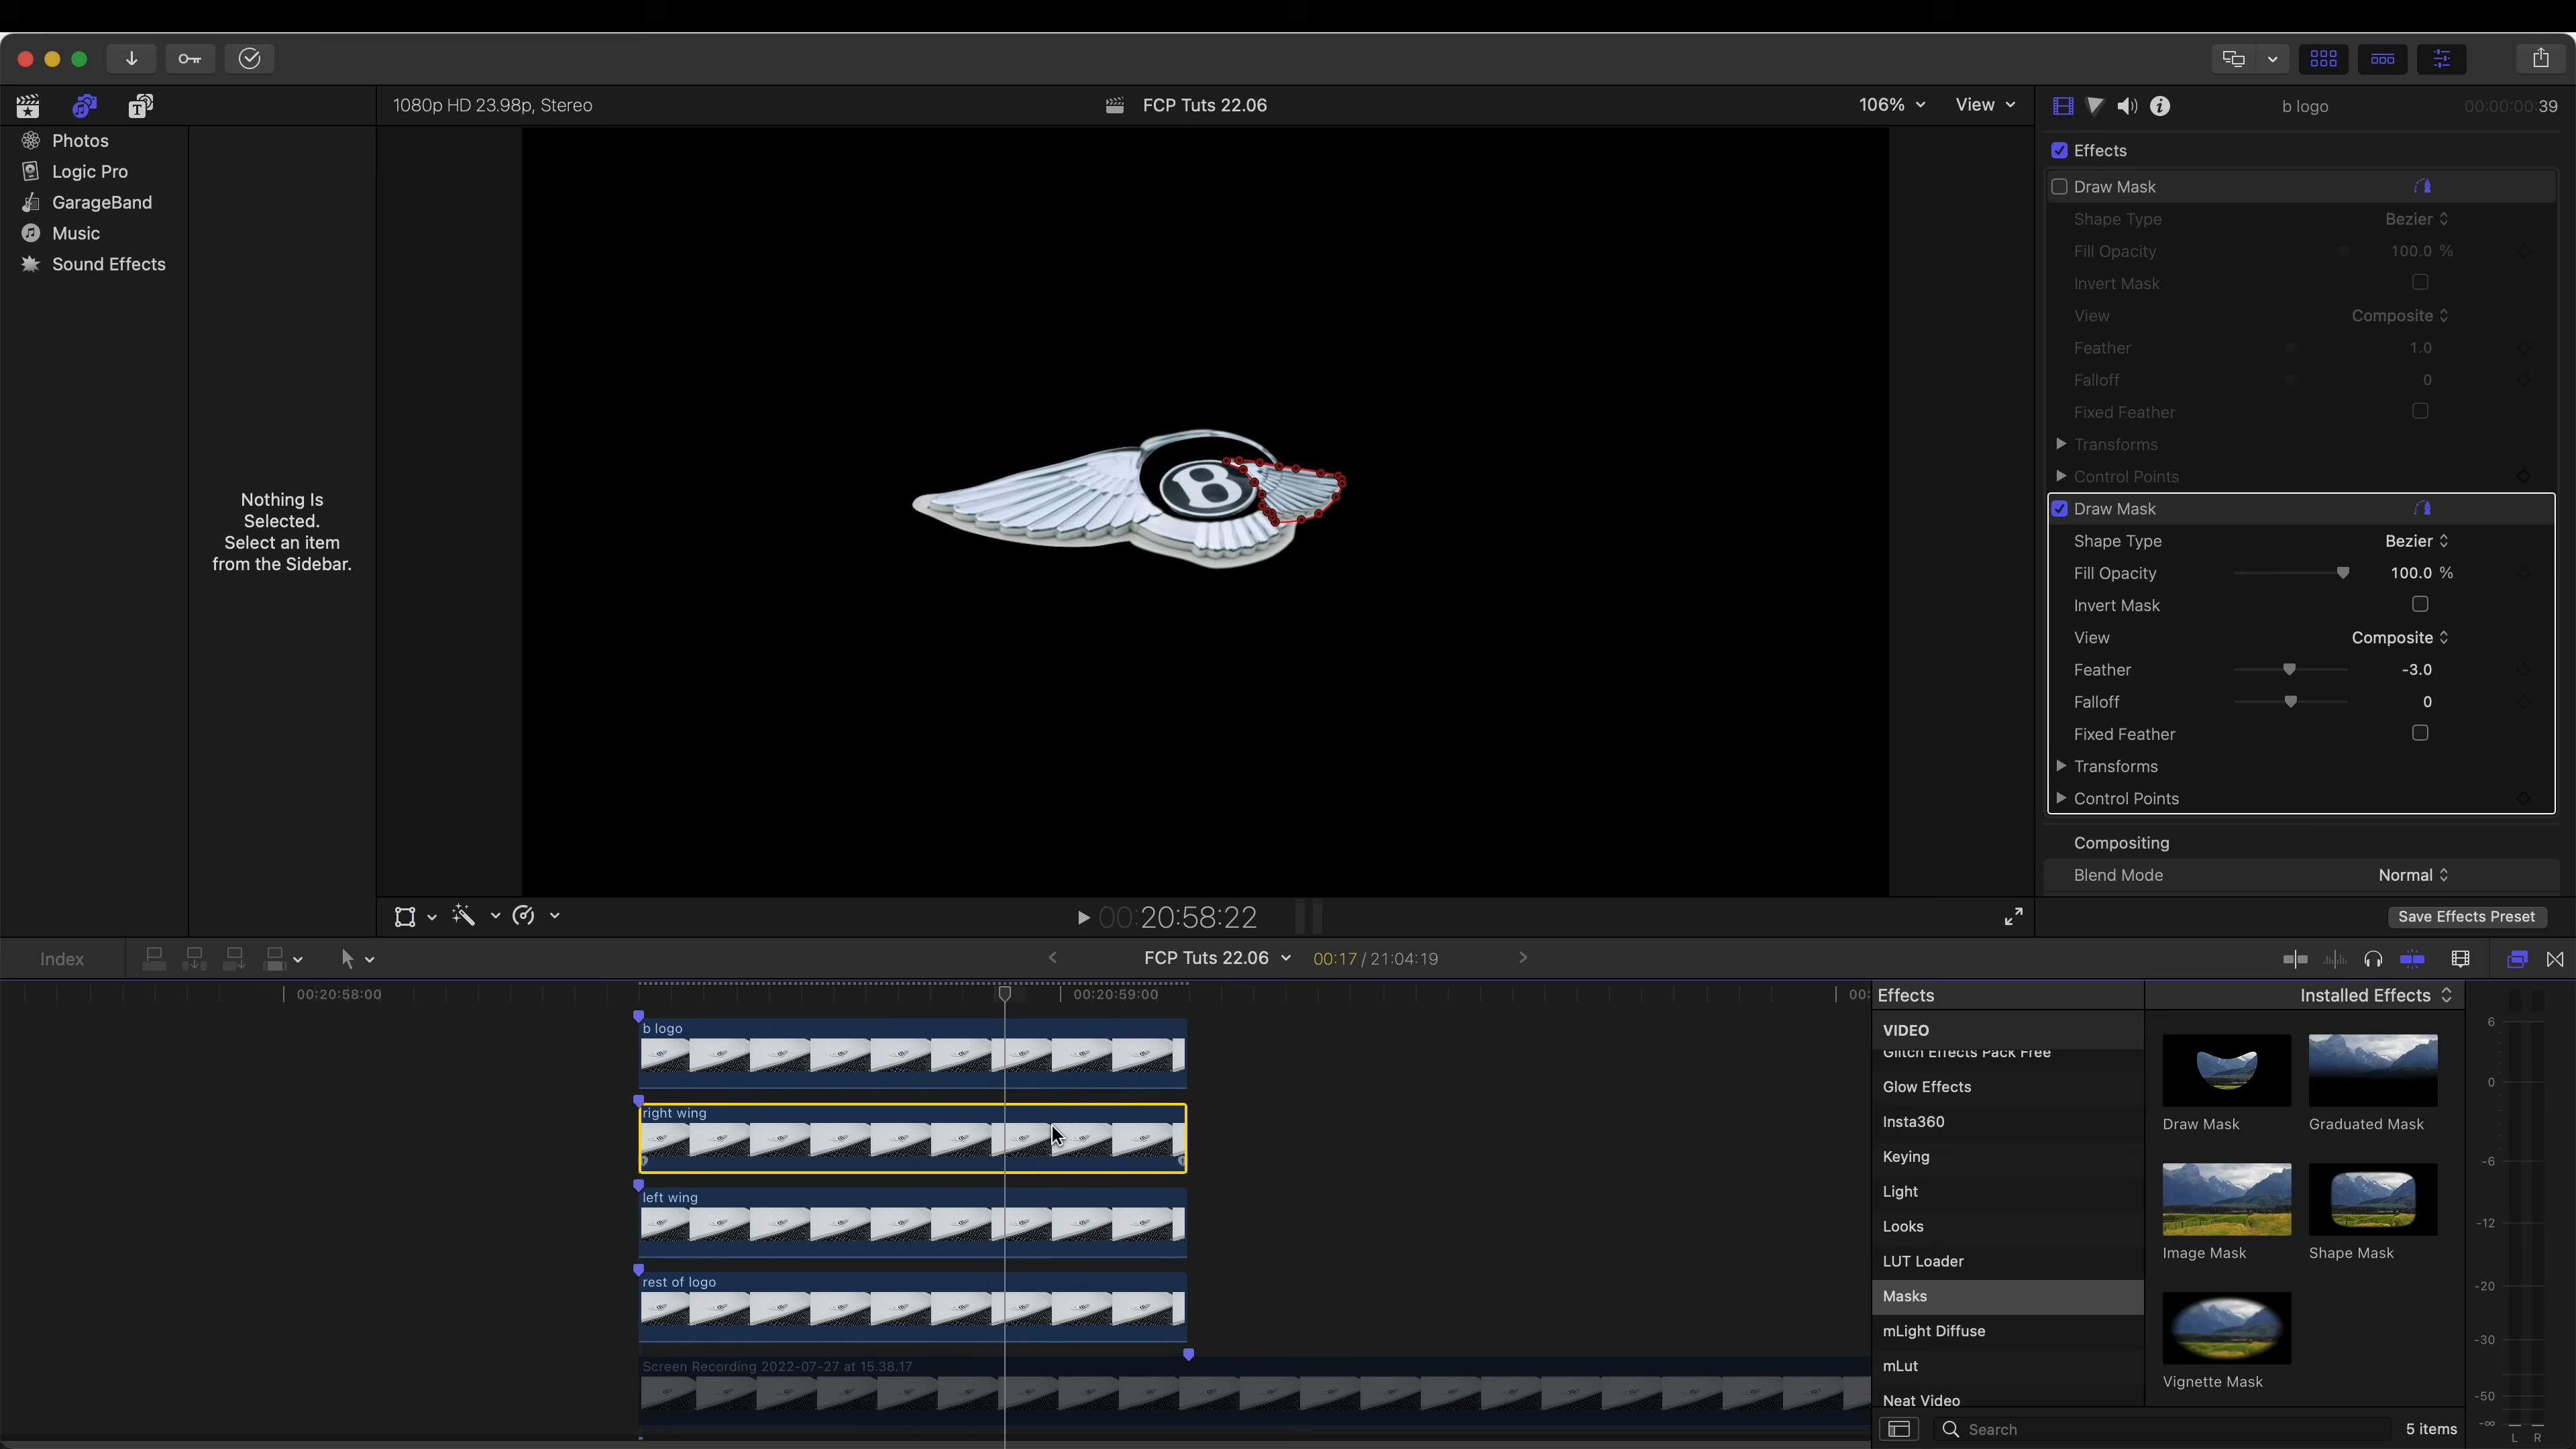 1080p HD 23.98p, Stereo
FCP Tuts 22.06
106%
View
b logo
00:00:00:39
Photos
Logic Pro
GarageBand
Music
Sound Effects
Nothing Is
Selected.
Select an item
from the Sidebar.
B
Effects
Draw Mask
Shape Type Bezier
Fill Opacity 100.0 %
Invert Mask
View Composite
Feather 1.0
Falloff 0
Fixed Feather
Transforms
Control Points
Draw Mask
Shape Type Bezier
Fill Opacity 100.0 %
Invert Mask
View Composite
Feather -3.0
Falloff 0
Fixed Feather
Transforms
Control Points
Compositing
Blend Mode Normal
Save Effects Preset
00:20:58:22
Index
FCP Tuts 22.06
00:17 / 21:04:19
00:20:58:00
00:20:59:00
00:
b logo
right wing
left wing
rest of logo
Screen Recording 2022-07-27 at 15.38.17
Effects
Installed Effects
VIDEO
Glitch Effects Pack Free
Glow Effects
Insta360
Keying
Light
Looks
LUT Loader
Masks
mLight Diffuse
mLut
Neat Video
Draw Mask
Graduated Mask
Image Mask
Shape Mask
Vignette Mask
Search
5 items
6
0
-6
-12
-20
-30
-50
-∞
L R